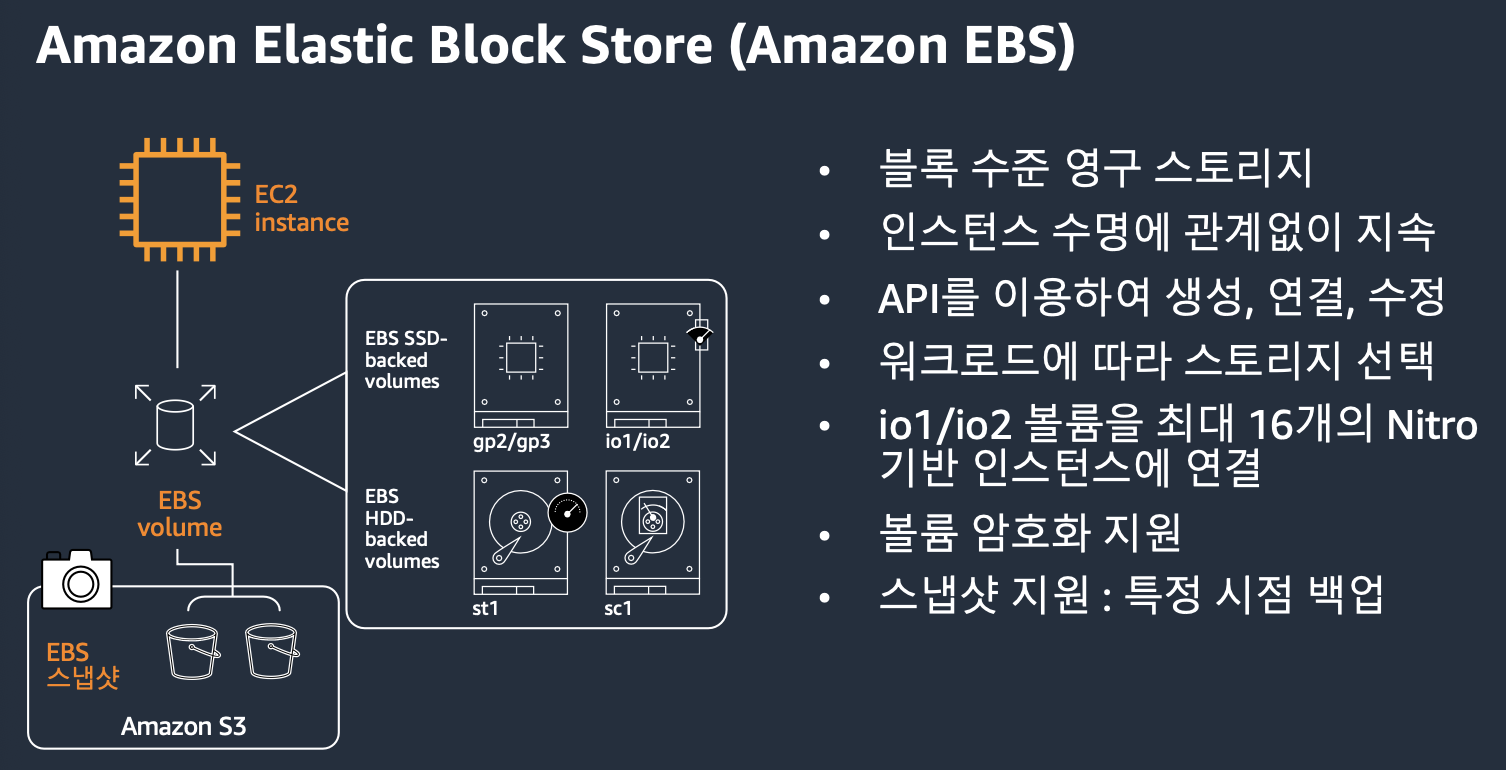 Amazon Elastic Block Store (Amazon EBS)
EC2
instance
EBS SSD-
backed
volumes
gp2/gp3
io1/io2
EBS
HDD-
backed
volumes
st1
sc1
EBS
volume
EBS
스냅샷
Amazon S3
• 블록 수준 영구 스토리지
• 인스턴스 수명에 관계없이 지속
• API를 이용하여 생성, 연결, 수정
• 워크로드에 따라 스토리지 선택
• io1/io2 볼륨을 최대 16개의 Nitro
기반 인스턴스에 연결
• 볼륨 암호화 지원
• 스냅샷 지원 : 특정 시점 백업